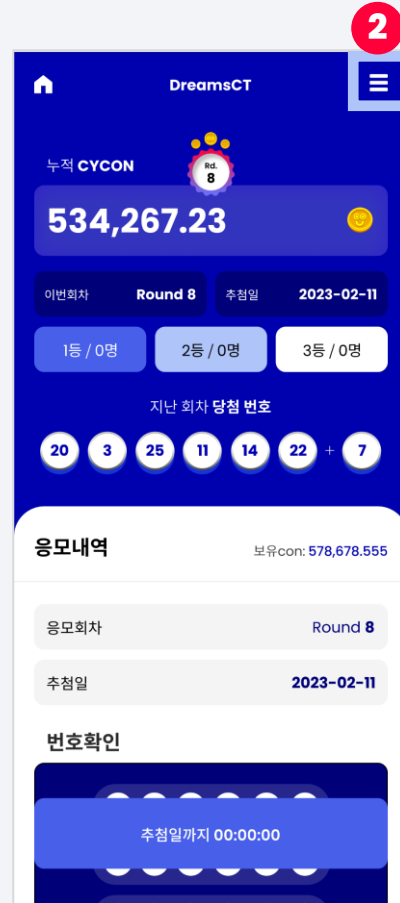 2
DreamsCT
누적 CYCON
Rd.
8
534,267.23
이번회차 Round 8 추첨일 2023-02-11
1등 / 0명 2등 / 0명 3등 / 0명
지난 회차 당첨 번호
20 3 25 11 14 22 + 7
응모내역 보유con: 578,678.555
응모회차 Round 8
추첨일 2023-02-11
번호확인
추첨일까지 00:00:00